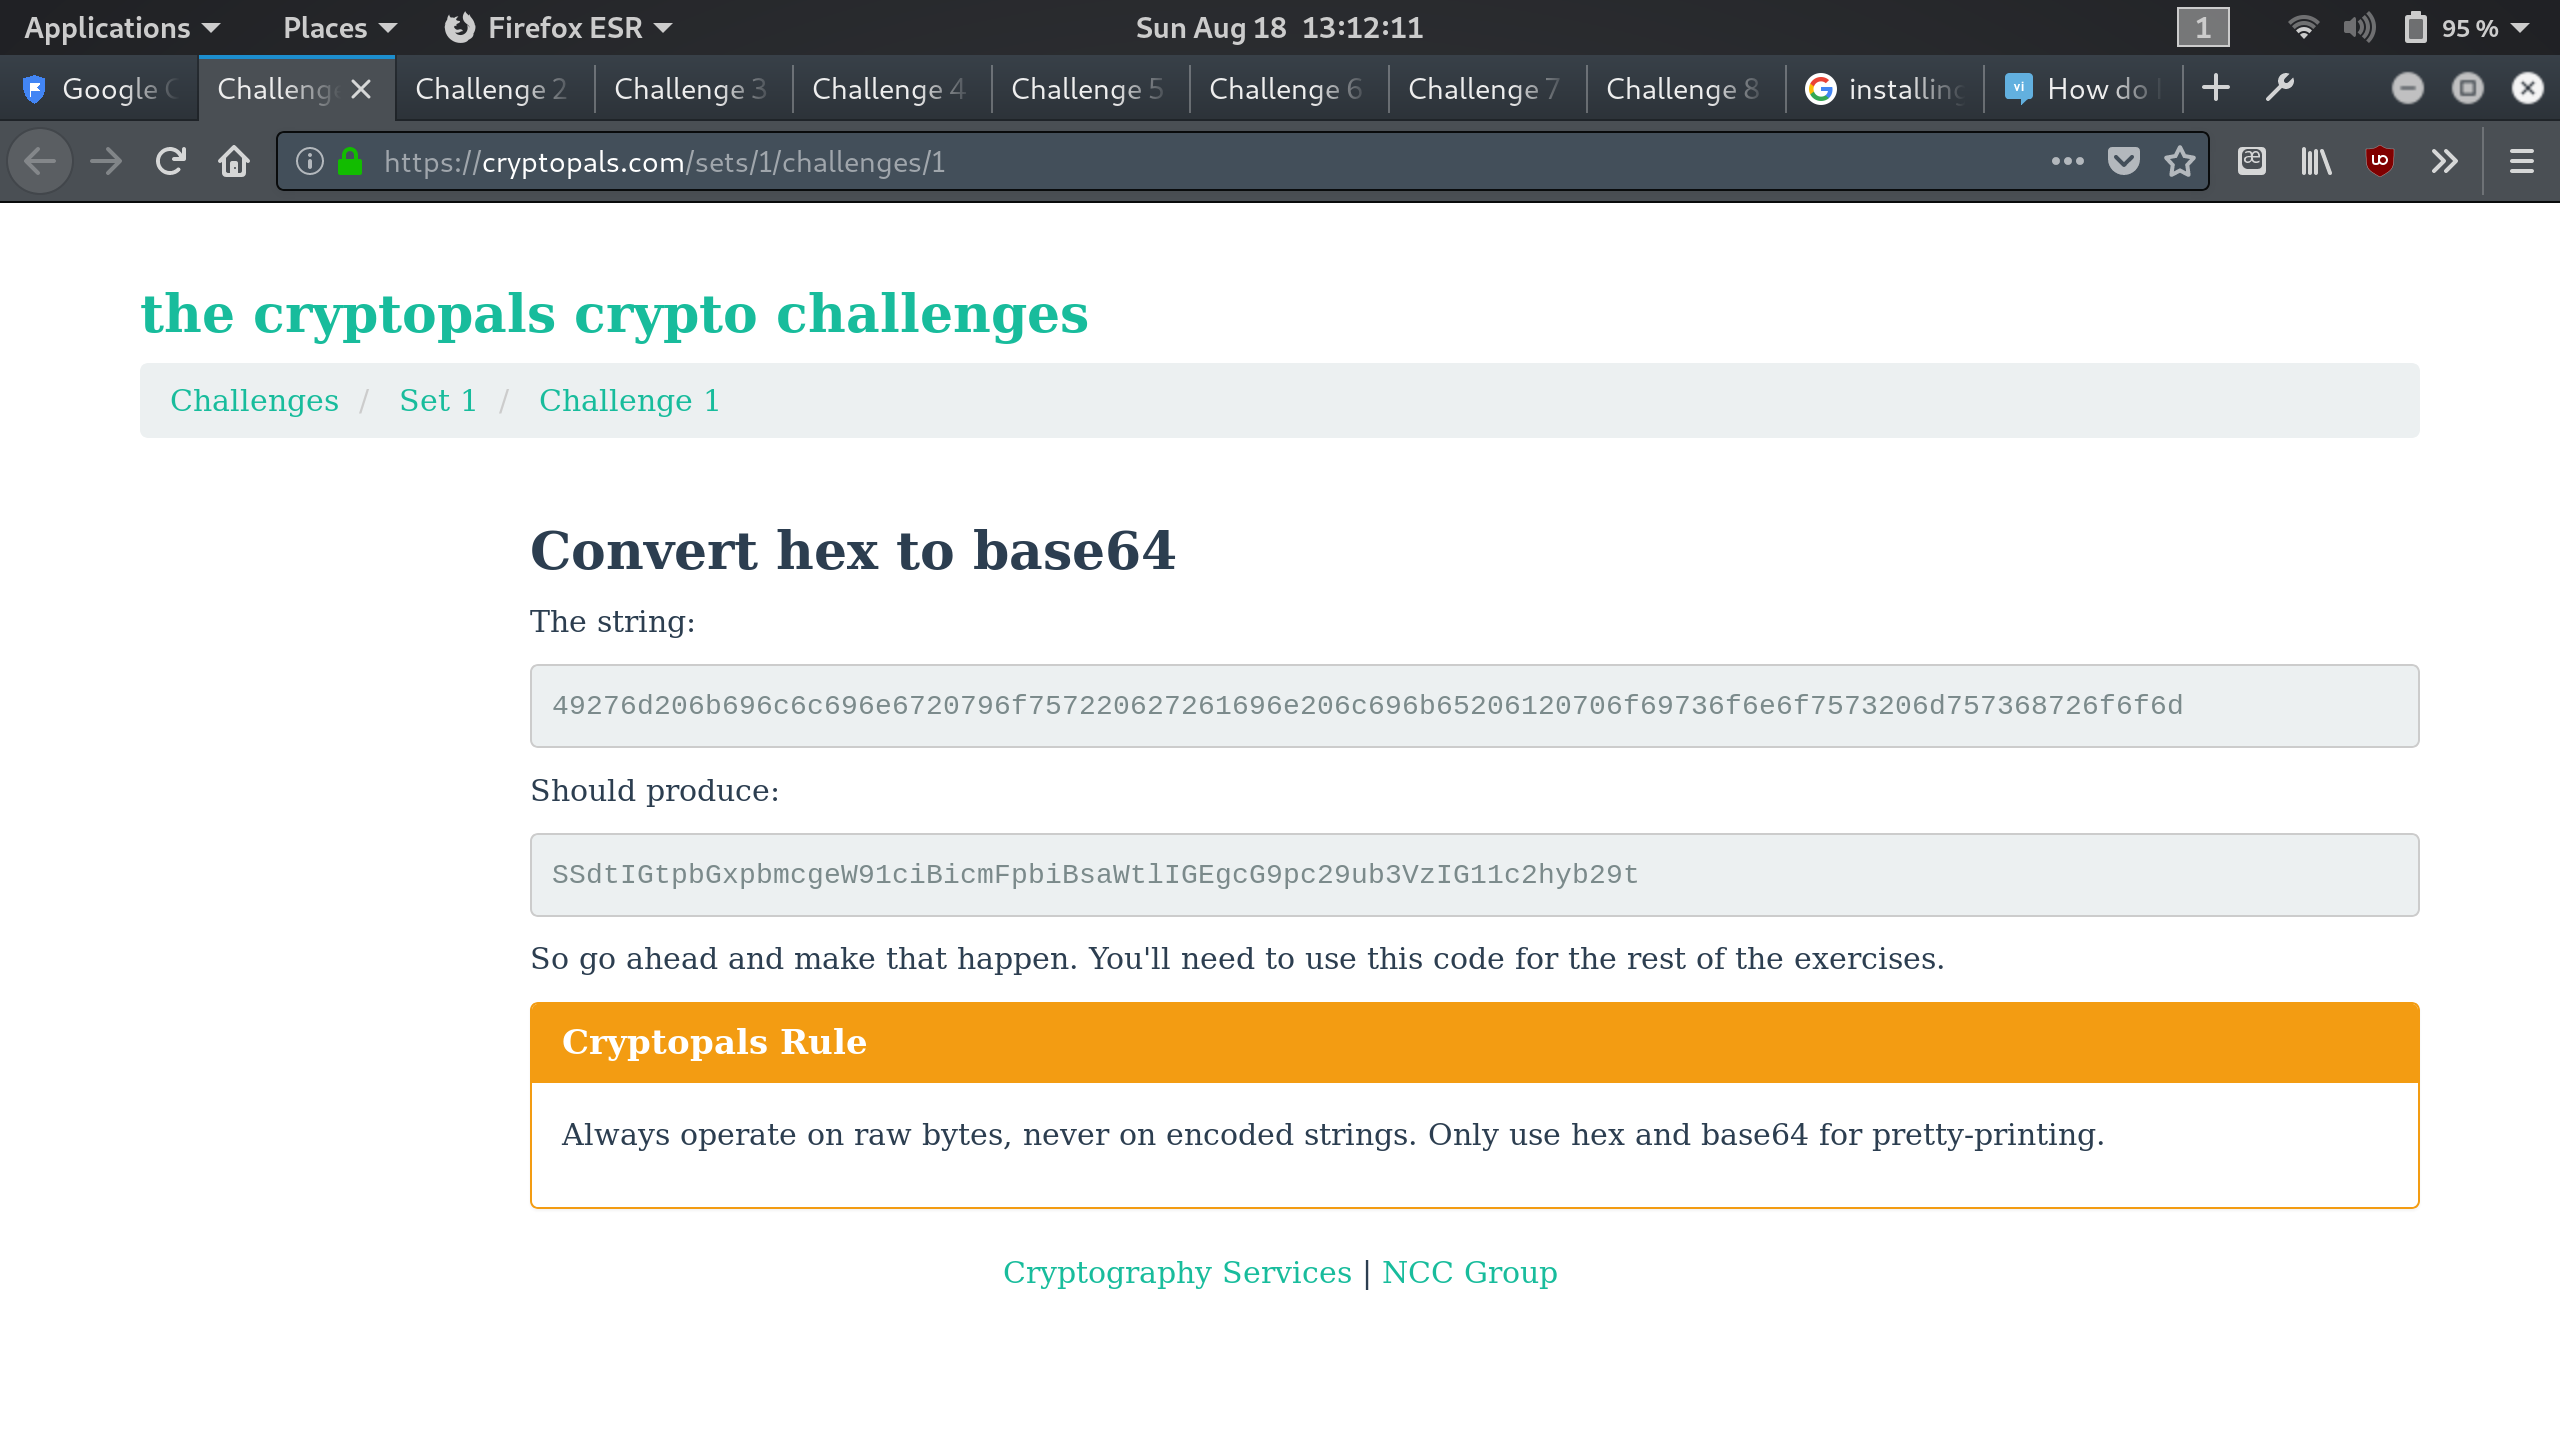 Applications Places Firefox ESR Sun Aug 18 13:12:11 1 95 %
Google Challenge Challenge 2 Challenge 3 Challenge 4 Challenge 5 Challenge 6 Challenge 7 Challenge 8 installing How do
https://cryptopals.com/sets/1/challenges/1
the cryptopals crypto challenges
Challenges / Set 1 / Challenge 1
Convert hex to base64
The string:
49276d206b696c6c696e6720796f757220627261696e206c696b65206120706f69736f6e6f7573206d757368726f6f6d
Should produce:
SSdtIGtpbGxpbmcgeW91ciBicmFpbiBsaWtlIGEgcG9pc29ub3VzIG11c2hyb29t
So go ahead and make that happen. You'll need to use this code for the rest of the exercises.
Cryptopals Rule
Always operate on raw bytes, never on encoded strings. Only use hex and base64 for pretty-printing.
Cryptography Services | NCC Group